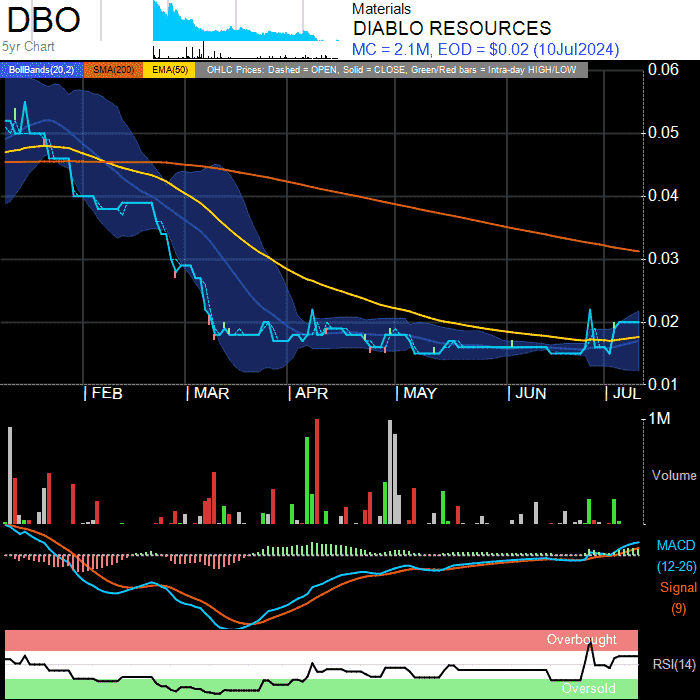 DBO
5yr Chart
Materials
DIABLO RESOURCES
MC = 2.1M, EOD = $0.02 (10Jul2024)
BollBands(20,2) SMA(200) EMA(50) OHLC Prices: Dashed = OPEN, Solid = CLOSE, Green/Red bars = Intra-day HIGH/LOW
0.06
0.05
0.04
0.03
0.02
0.01
| FEB | MAR | APR | MAY | JUN | JUL
1M
Volume
MACD
(12-26)
Signal
(9)
Overbought
RSI(14)
Oversold